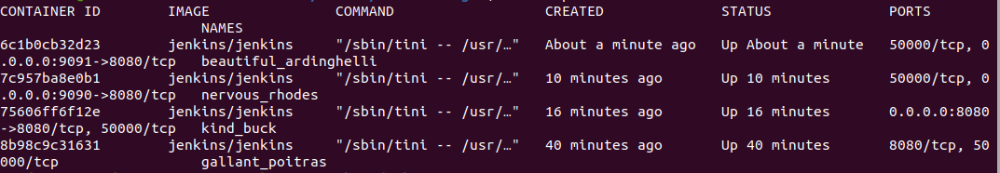 CONTAINER ID        IMAGE               COMMAND                  CREATED              STATUS              PORTS
                        NAMES
6c1b0cb32d23        jenkins/jenkins     "/sbin/tini -- /usr/…"   About a minute ago   Up About a minute   50000/tcp, 0
.0.0.0:9091->8080/tcp   beautiful_ardinghelli
7c957ba8e0b1        jenkins/jenkins     "/sbin/tini -- /usr/…"   10 minutes ago       Up 10 minutes       50000/tcp, 0
.0.0.0:9090->8080/tcp   nervous_rhodes
75606ff6f12e        jenkins/jenkins     "/sbin/tini -- /usr/…"   16 minutes ago       Up 16 minutes       0.0.0.0:8080
->8080/tcp, 50000/tcp   kind_buck
8b98c9c31631        jenkins/jenkins     "/sbin/tini -- /usr/…"   40 minutes ago       Up 40 minutes       8080/tcp, 50
000/tcp                 gallant_poitras